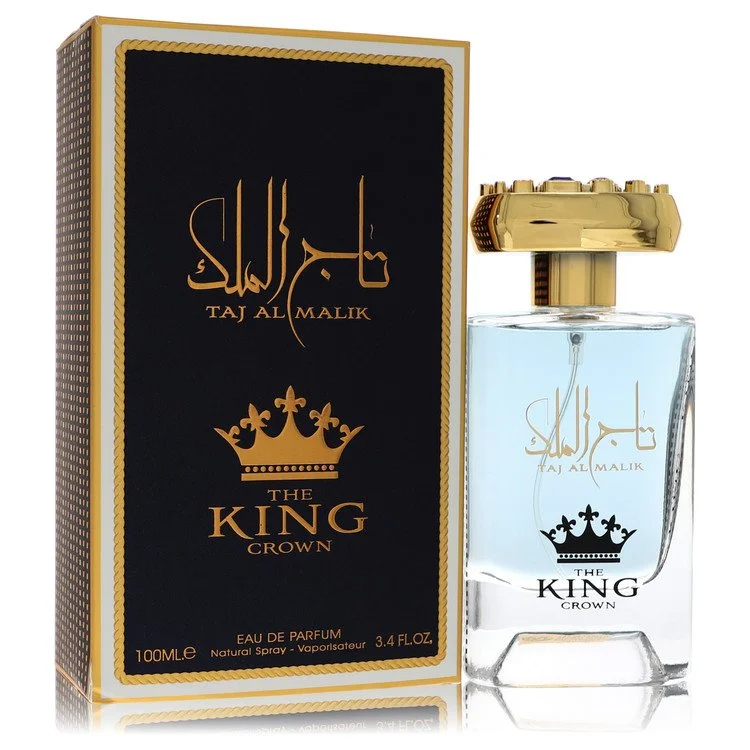 تاج الملك
TAJ AL MALIK
THE
KING
CROWN
EAU DE PARFUM
100ML℮ Natural Spray - Vaporisateur 3.4 FL.OZ.
تاج الملك
TAJ AL MALIK
THE
KING
CROWN